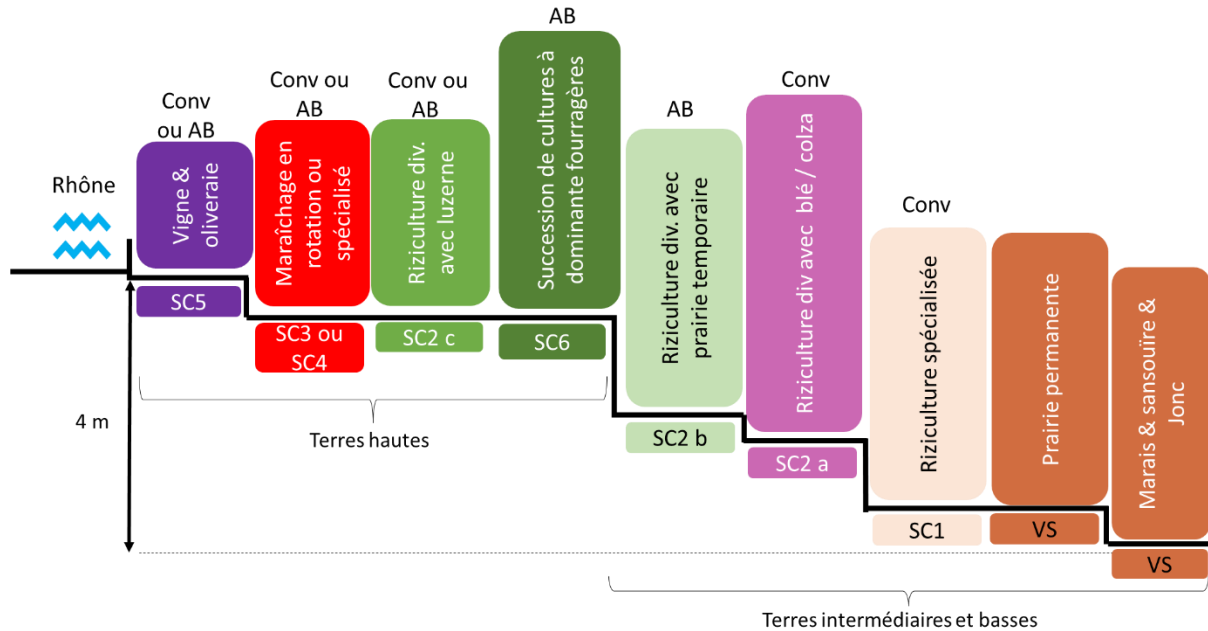 Rhône
Conv
ou AB
Vigne &
oliveraie
SC5
Conv ou
AB
Maraîchage en
rotation ou
spécialisé
SC3 ou
SC4
Conv ou
AB
Riziculture div.
avec luzerne
SC2 c
AB
Succession de cultures à
dominante fourragères
SC6
AB
Riziculture div. avec
prairie temporaire
SC2 b
Conv
Riziculture div avec blé / colza
SC2 a
Conv
Riziculture spécialisée
SC1
Prairie permanente
VS
Marais & sansouïre &
Jonc
VS
4 m
Terres hautes
Terres intermédiaires et basses